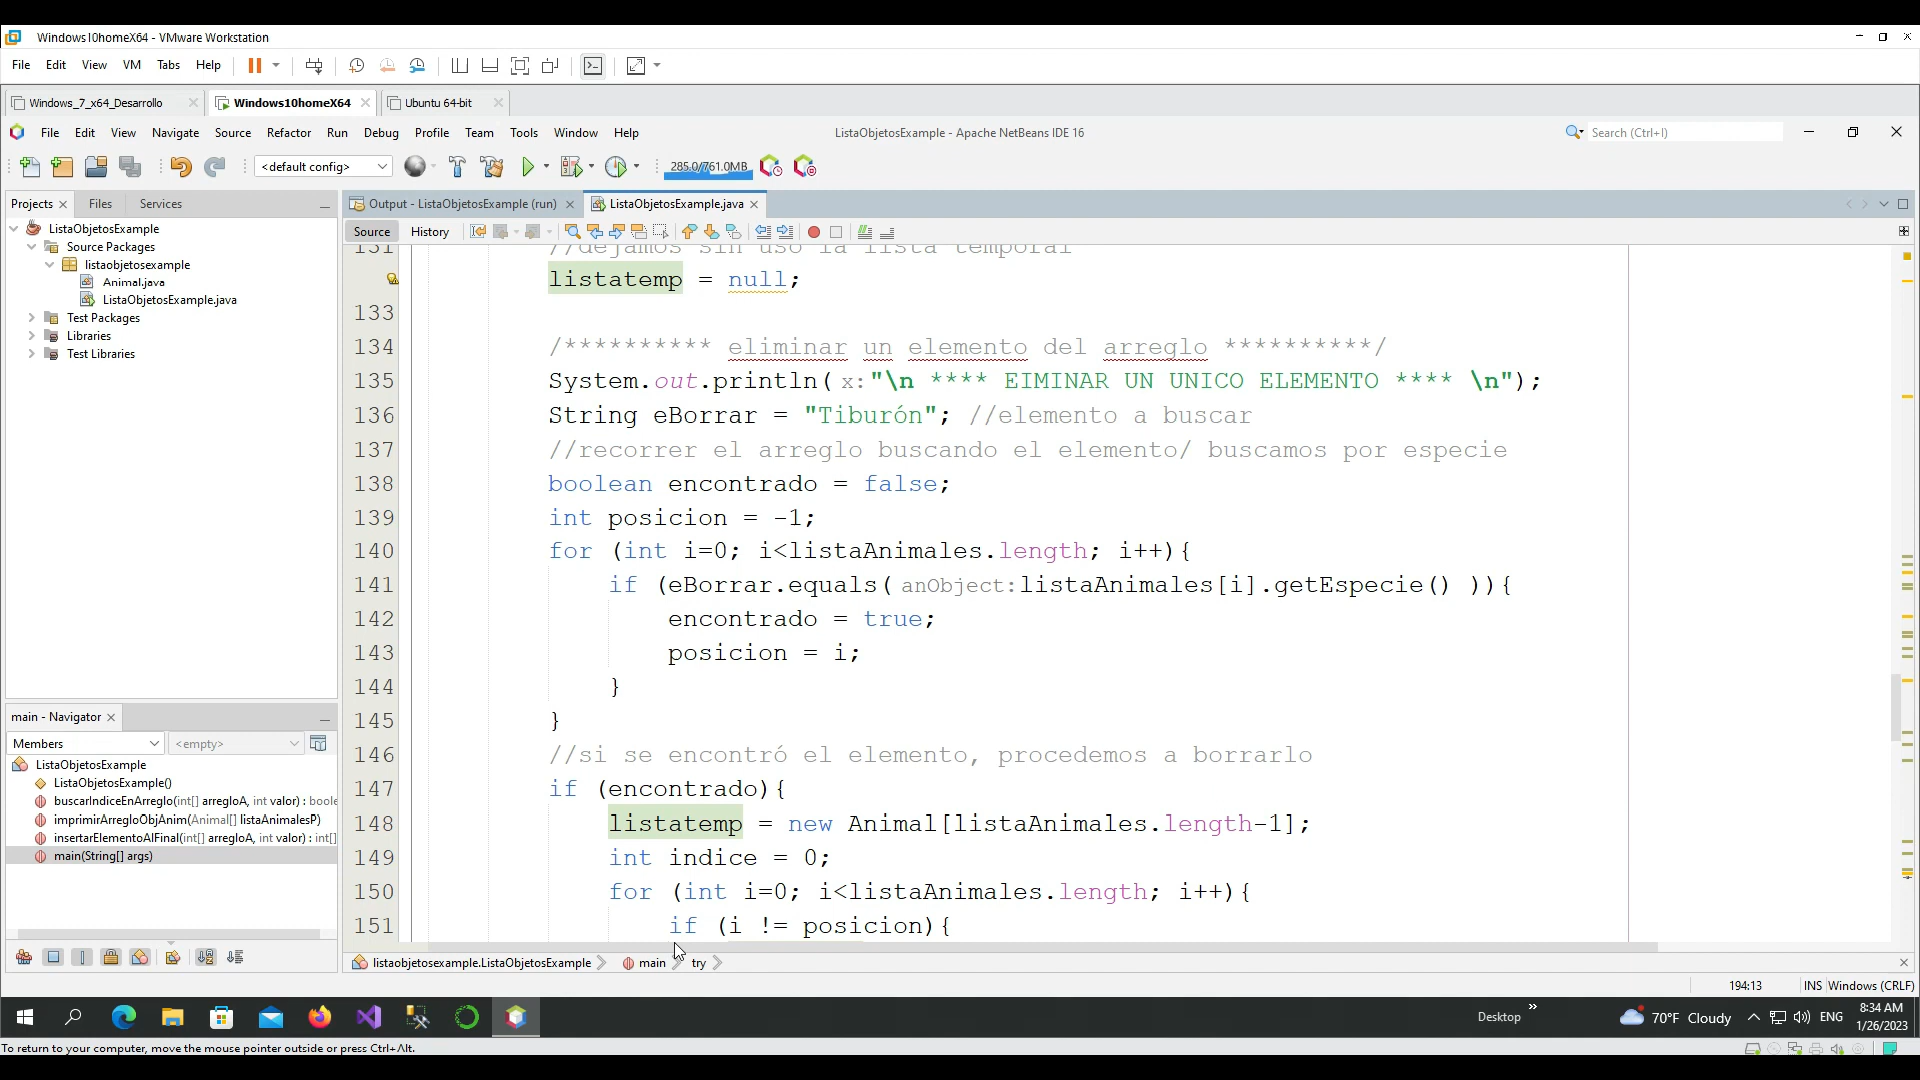 Windows10homeX64 - VMware Workstation
File Edit View VM Tabs Help
Windows_7_x64_Desarrollo Windows10homeX64 Ubuntu 64-bit
File Edit View Navigate Source Refactor Run Debug Profile Team Tools Window Help ListaObjetosExample - Apache NetBeans IDE 16 Search (Ctrl+I)
<default config> 285.0/761.0MB
Projects Files Services Output - ListaObjetosExample (run) ListaObjetosExample.java
Source History
ListaObjetosExample
Source Packages
listaobjetosexample
Animal.java
ListaObjetosExample.java
Test Packages
Libraries
Test Libraries
131 //dejamos sin uso la lista temporal
listatemp = null;
133
134 /********** eliminar un elemento del arreglo **********/
135 System.out.println( x:"\n **** EIMINAR UN UNICO ELEMENTO **** \n");
136 String eBorrar = "Tiburón"; //elemento a buscar
137 //recorrer el arreglo buscando el elemento/ buscamos por especie
138 boolean encontrado = false;
139 int posicion = -1;
140 for (int i=0; i<listaAnimales.length; i++){
141 if (eBorrar.equals( anObject:listaAnimales[i].getEspecie() )){
142 encontrado = true;
143 posicion = i;
144 }
145 }
146 //si se encontró el elemento, procedemos a borrarlo
147 if (encontrado){
148 listatemp = new Animal[listaAnimales.length-1];
149 int indice = 0;
150 for (int i=0; i<listaAnimales.length; i++){
151 if (i != posicion){
main - Navigator
Members <empty>
ListaObjetosExample
ListaObjetosExample()
buscarIndiceEnArreglo(int[] arregloA, int valor) : boole
imprimirArregloObjAnim(Animal[] listaAnimalesP)
insertarElementoAlFinal(int[] arregloA, int valor) : int[]
main(String[] args)
listaobjetosexample.ListaObjetosExample main try
194:13 INS Windows (CRLF)
Desktop 70°F Cloudy ENG 8:34 AM
1/26/2023
To return to your computer, move the mouse pointer outside or press Ctrl+Alt.